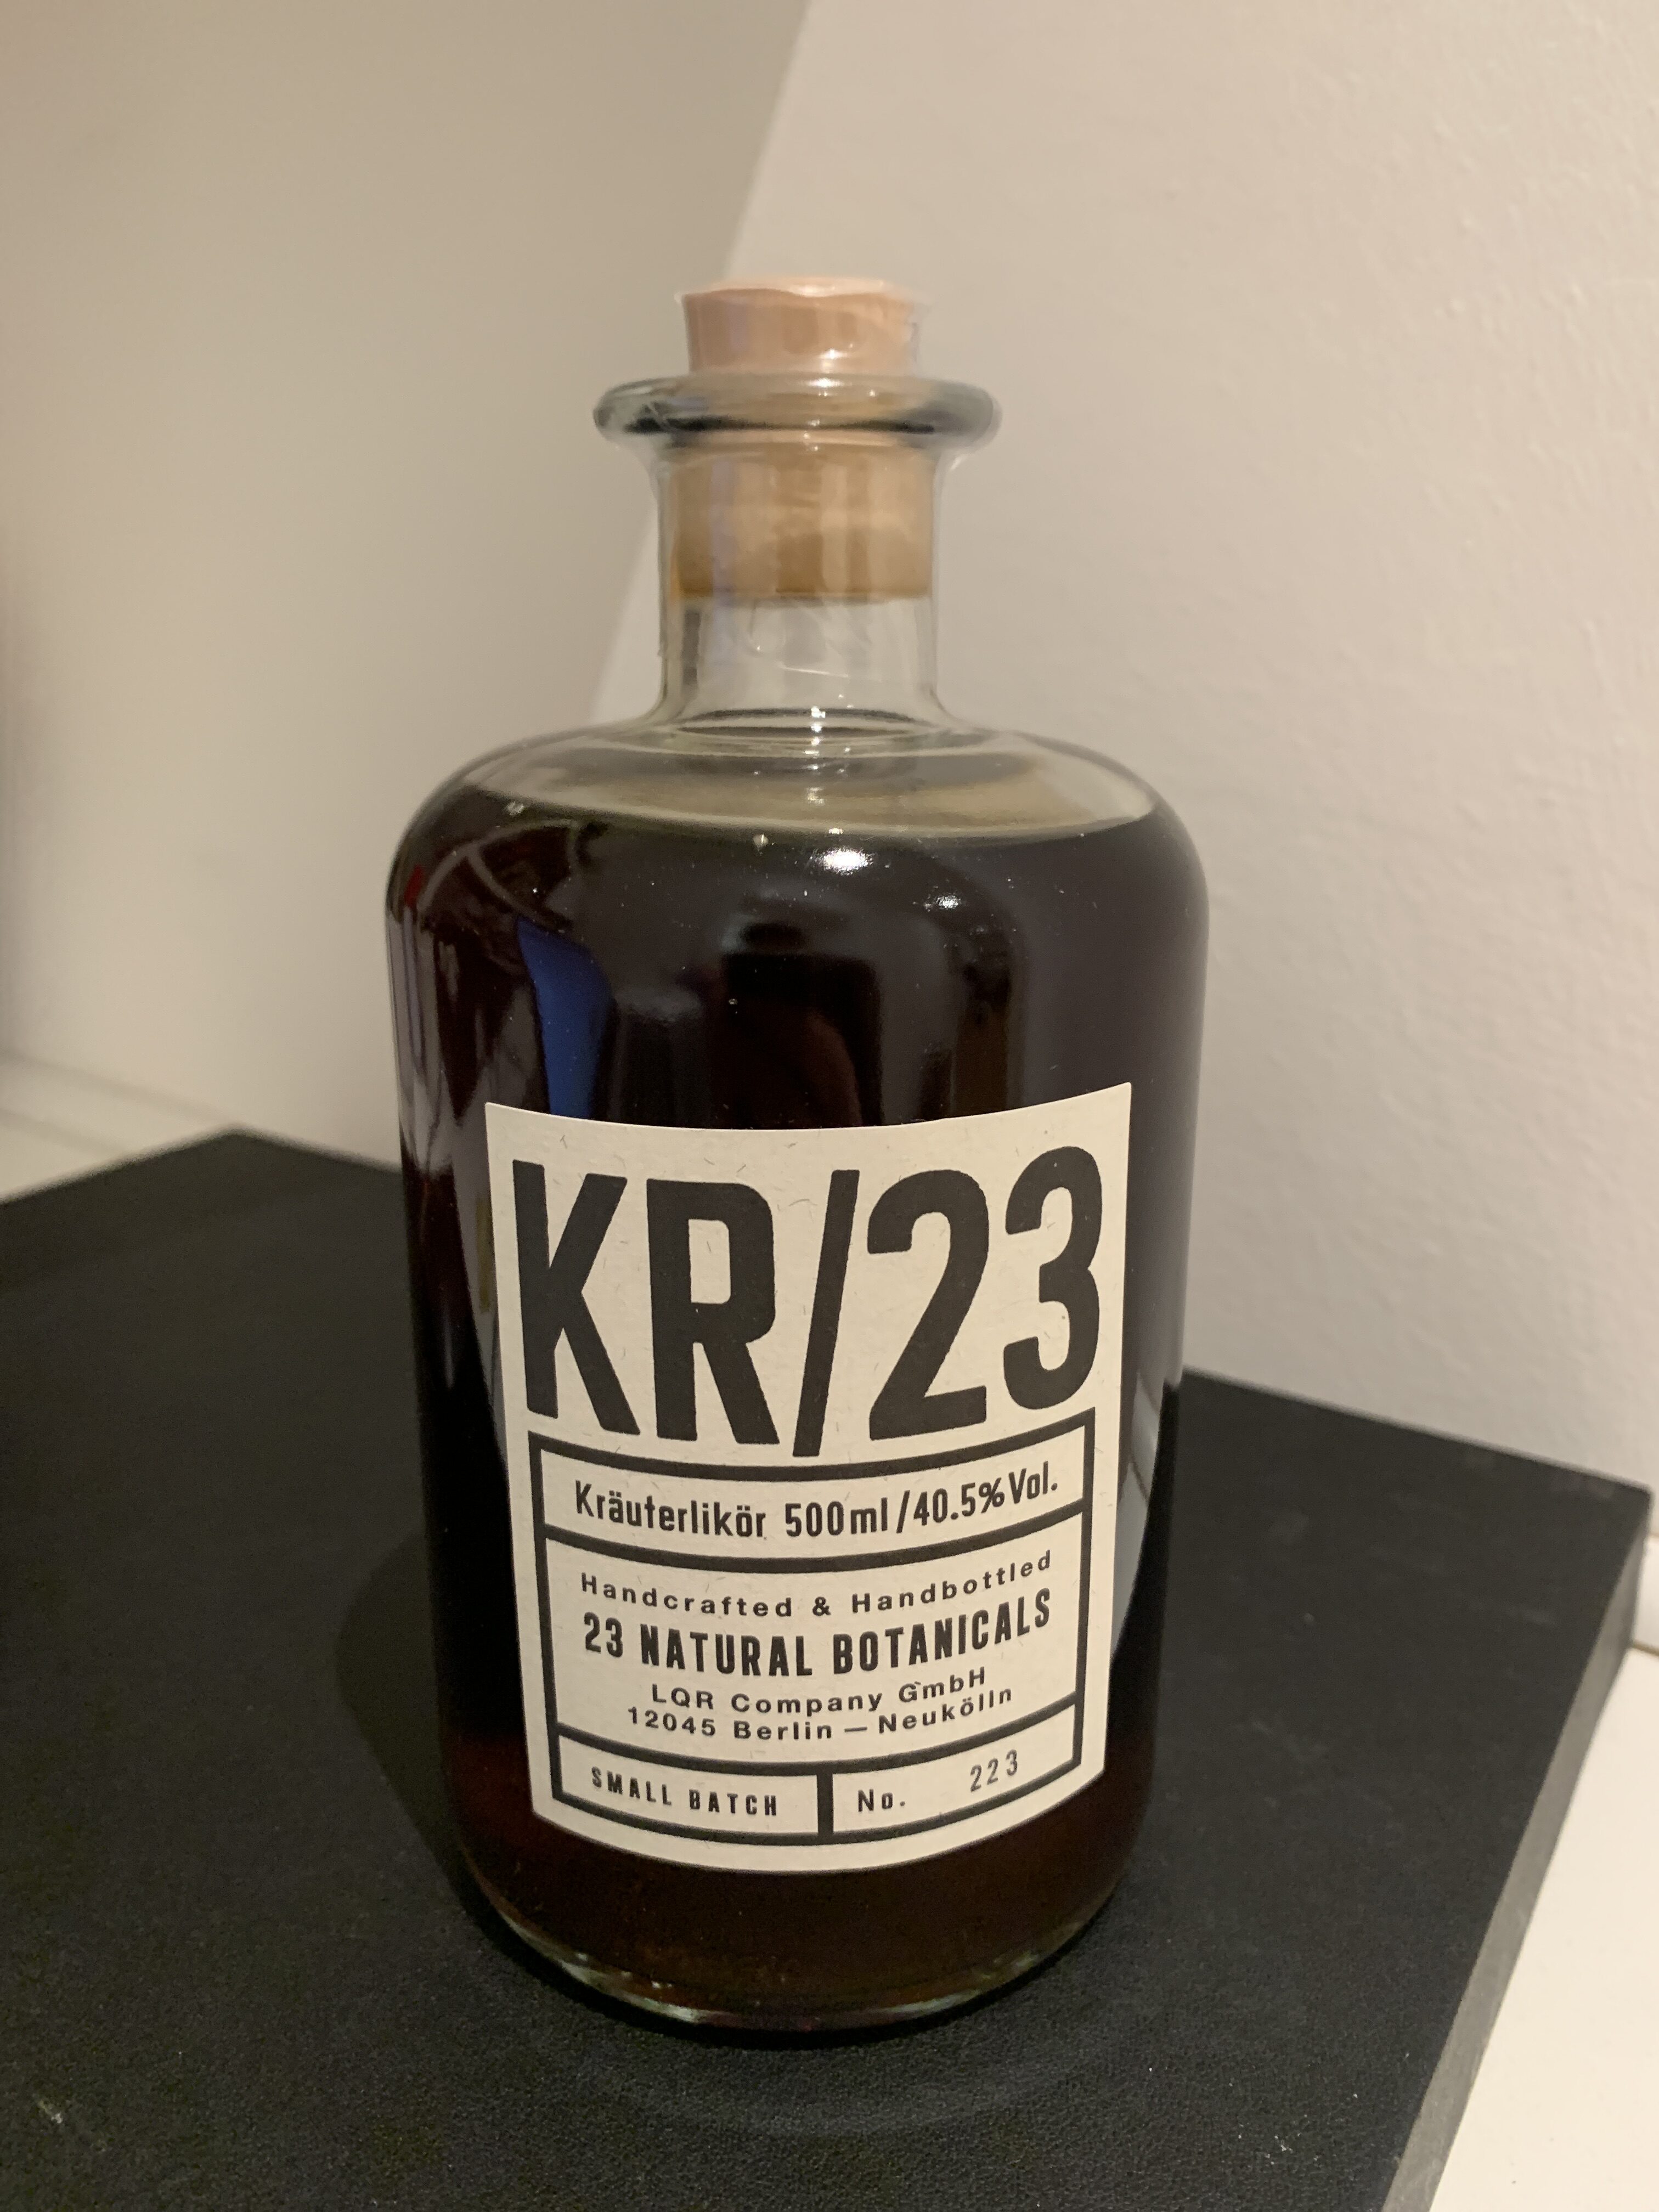 KR/23
Kräuterlikör 500ml/40.5%Vol.
Handcrafted & Handbottled
23 NATURAL BOTANICALS
LQR Company GmbH
12045 Berlin — Neukölln
SMALL BATCH
No. 223